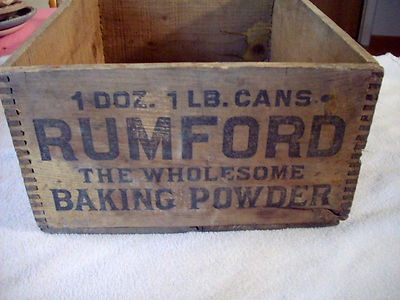 1 DOZ. 1 LB. CANS.
RUMFORD
THE WHOLESOME
BAKING POWDER